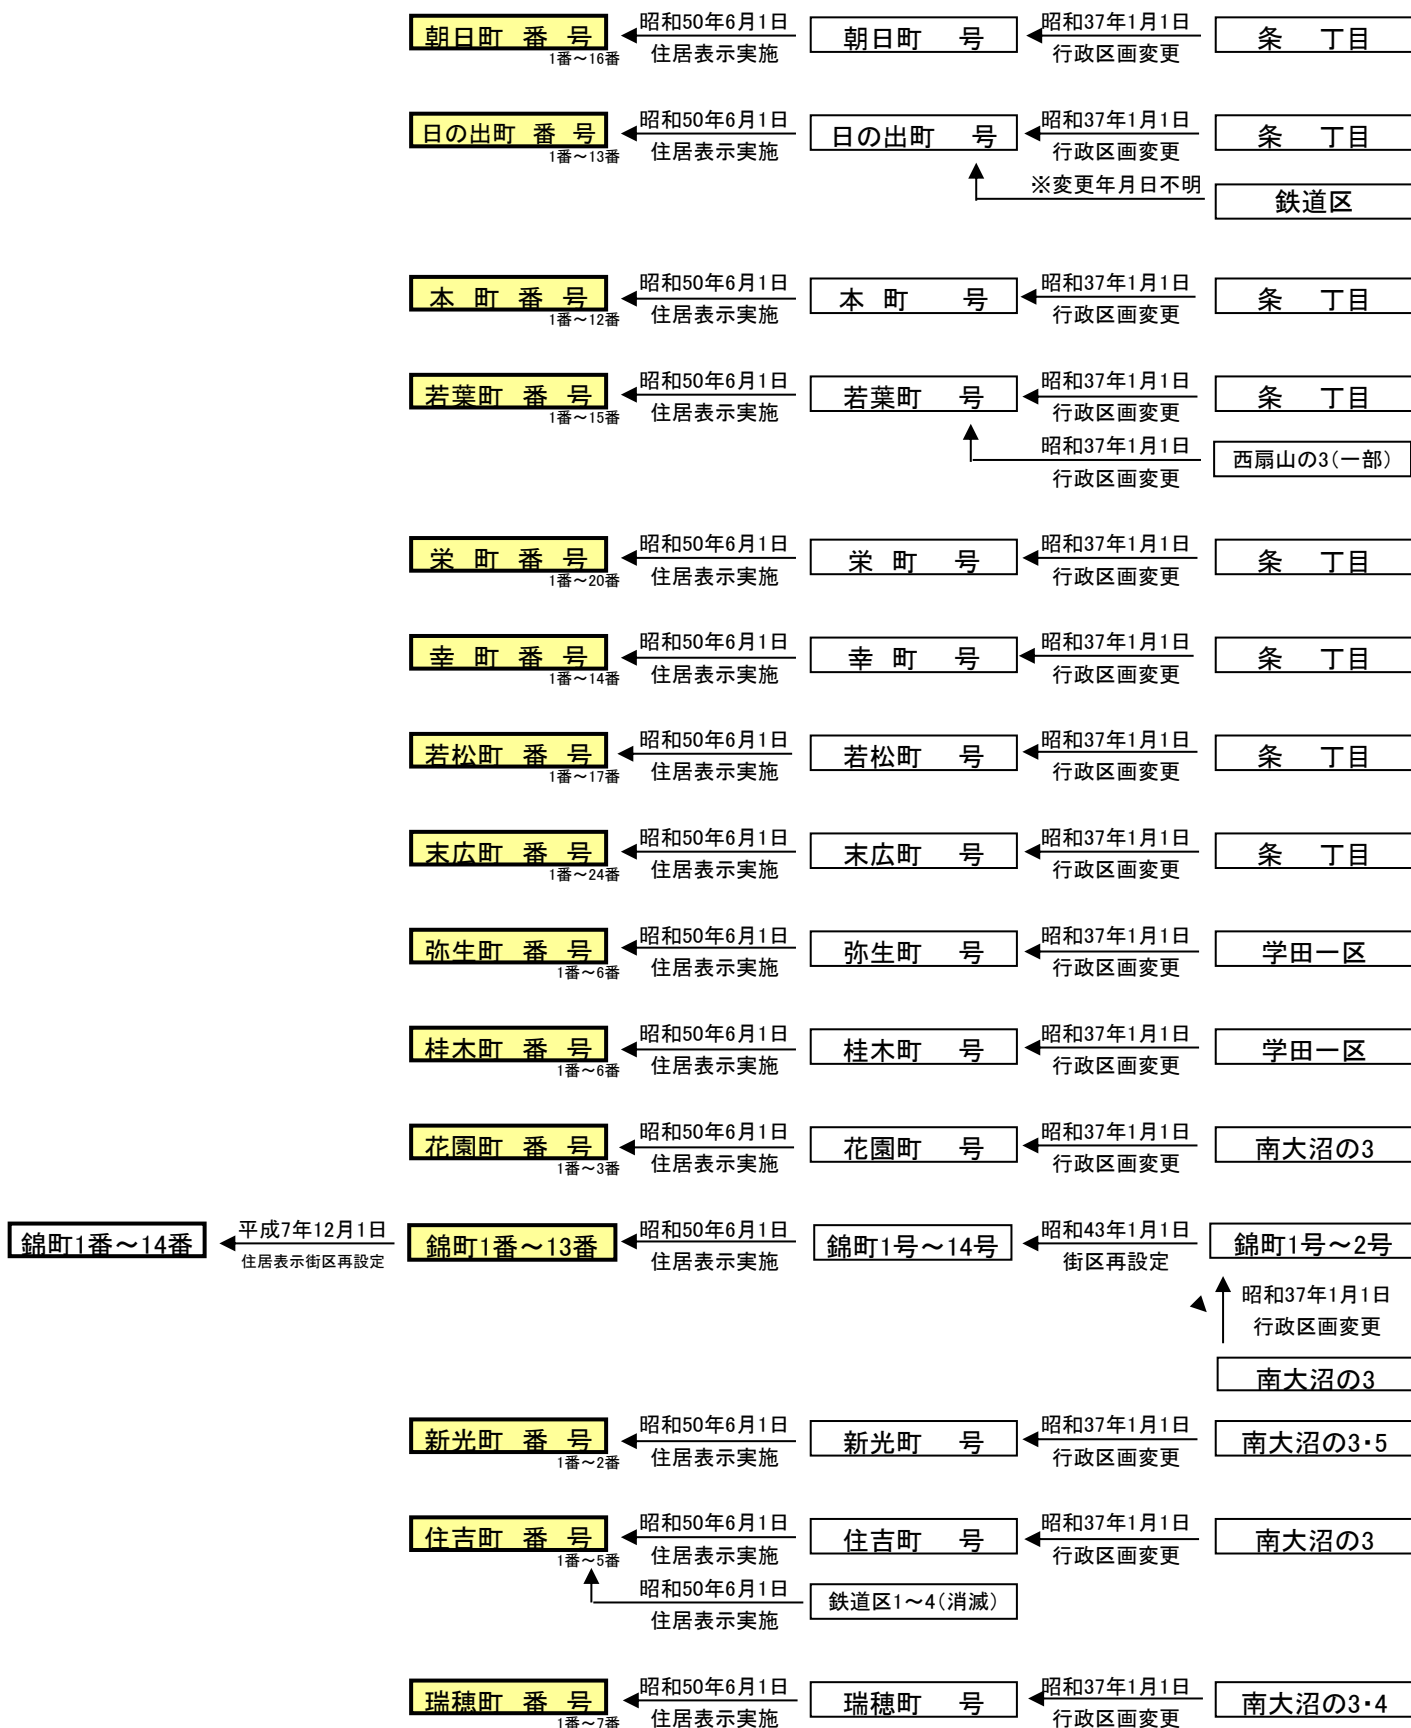 朝日町 番 号
1番～16番
昭和50年6月1日
住居表示実施
朝日町 号
昭和37年1月1日
行政区画変更
条 丁目
日の出町 番 号
1番～13番
昭和50年6月1日
住居表示実施
日の出町 号
昭和37年1月1日
行政区画変更
条 丁目
※変更年月日不明
鉄道区
本 町 番 号
1番～12番
昭和50年6月1日
住居表示実施
本 町 号
昭和37年1月1日
行政区画変更
条 丁目
若葉町 番 号
1番～15番
昭和50年6月1日
住居表示実施
若葉町 号
昭和37年1月1日
行政区画変更
条 丁目
昭和37年1月1日
行政区画変更
西扇山の3(一部)
栄 町 番 号
1番～20番
昭和50年6月1日
住居表示実施
栄 町 号
昭和37年1月1日
行政区画変更
条 丁目
幸 町 番 号
1番～14番
昭和50年6月1日
住居表示実施
幸 町 号
昭和37年1月1日
行政区画変更
条 丁目
若松町 番 号
1番～17番
昭和50年6月1日
住居表示実施
若松町 号
昭和37年1月1日
行政区画変更
条 丁目
末広町 番 号
1番～24番
昭和50年6月1日
住居表示実施
末広町 号
昭和37年1月1日
行政区画変更
条 丁目
弥生町 番 号
1番～6番
昭和50年6月1日
住居表示実施
弥生町 号
昭和37年1月1日
行政区画変更
学田一区
桂木町 番 号
1番～6番
昭和50年6月1日
住居表示実施
桂木町 号
昭和37年1月1日
行政区画変更
学田一区
花園町 番 号
1番～3番
昭和50年6月1日
住居表示実施
花園町 号
昭和37年1月1日
行政区画変更
南大沼の3
錦町1番～14番
平成7年12月1日
住居表示街区再設定
錦町1番～13番
昭和50年6月1日
住居表示実施
錦町1号～14号
昭和43年1月1日
街区再設定
錦町1号～2号
昭和37年1月1日
行政区画変更
南大沼の3
新光町 番 号
1番～2番
昭和50年6月1日
住居表示実施
新光町 号
昭和37年1月1日
行政区画変更
南大沼の3・5
住吉町 番 号
1番～5番
昭和50年6月1日
住居表示実施
住吉町 号
昭和37年1月1日
行政区画変更
南大沼の3
昭和50年6月1日
住居表示実施
鉄道区1～4(消滅)
瑞穂町 番 号
1番～7番
昭和50年6月1日
住居表示実施
瑞穂町 号
昭和37年1月1日
行政区画変更
南大沼の3・4